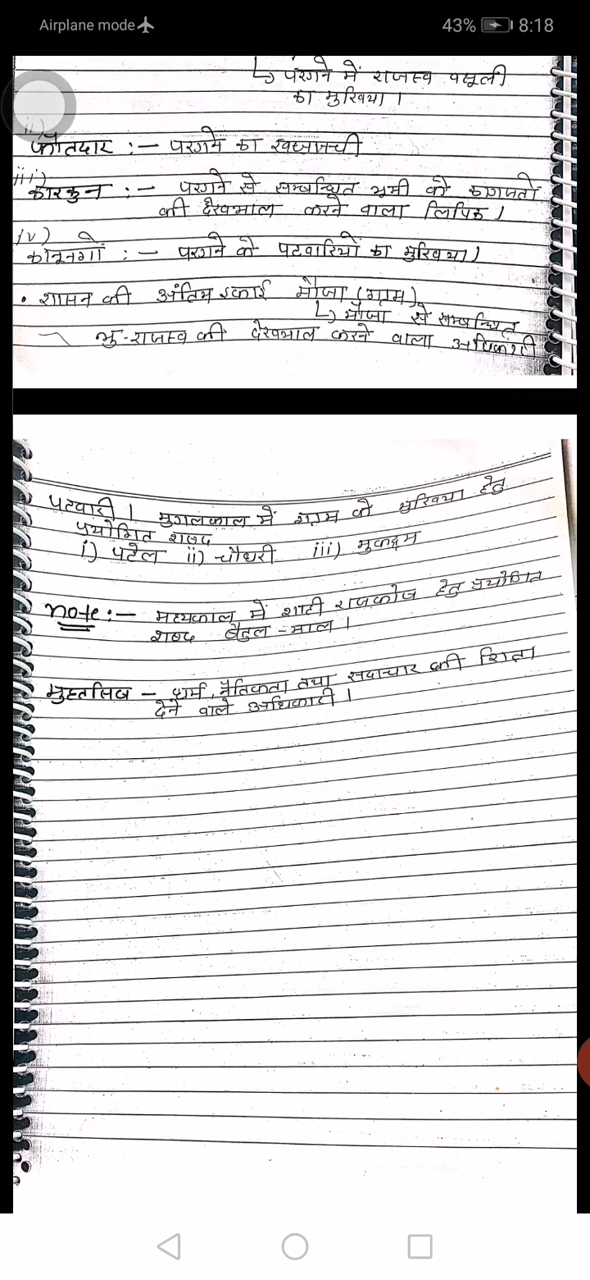 Airplane mode 43% 8:18
↳ परगने में राजस्व वसूली
का मुखिया ।
ii)
फोतदार :– परगने का खजान्ची
iii)
कारकुन :– परगने से सम्बन्धित भूमी के कागजतो
की देखभाल करने वाला लिपिक ।
iv)
कानूनगों :– परगने के पटवारियो का मुखिया।
• शासन की अंतिम इकाई मौजा (ग्राम)
↳ मौजा से सम्बन्धित
भू-राजस्व की देखभाल करने वाला अधिकारी
पटवारी । मुगलकाल में ग्राम के मुखिया हेतु
प्रयोगित शब्द
i) पटेल ii) चौधरी iii) मुकद्दम
note :– मध्यकाल में शाही राजकोष हेतु प्रयोगित
शब्द बैतुल-माल ।
मुहतसिब – धर्म, नैतिकता तथा सदाचार की शिक्षा
देने वाले अधिकारी ।